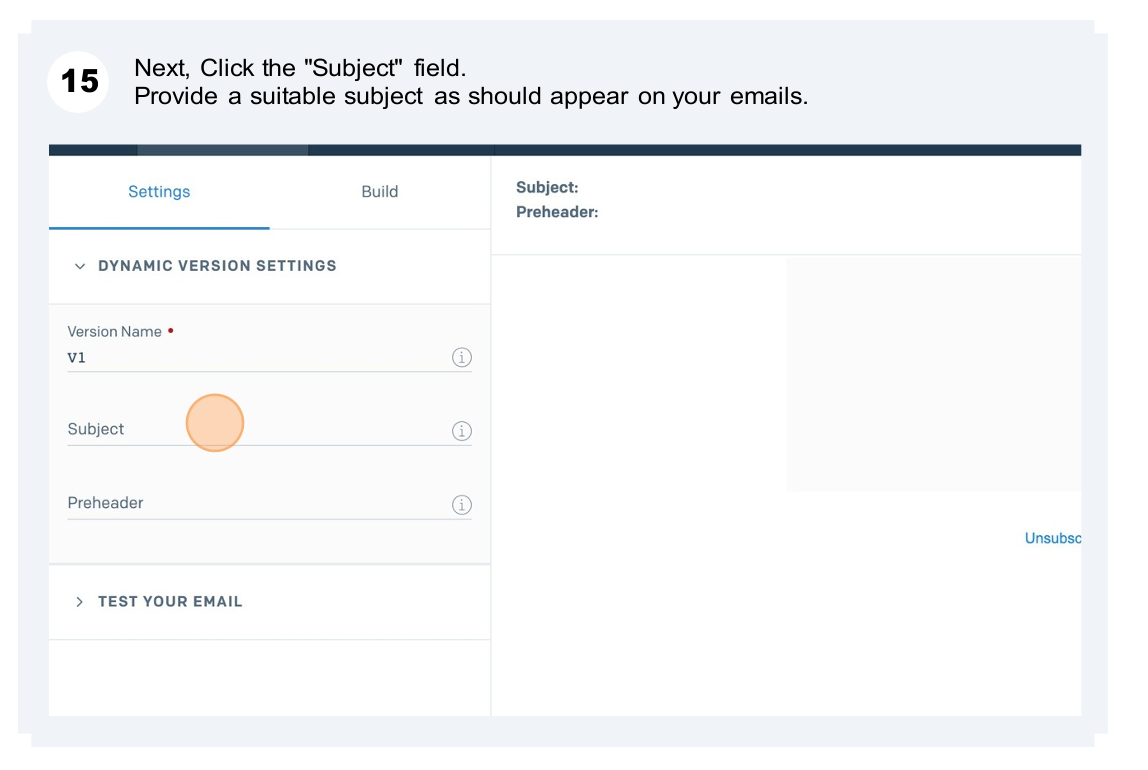 15
Next, Click the "Subject" field.
Provide a suitable subject as should appear on your emails.
Settings
Build
DYNAMIC VERSION SETTINGS
Version Name •
V1
Subject
Preheader
TEST YOUR EMAIL
Subject:
Preheader:
Unsubsc